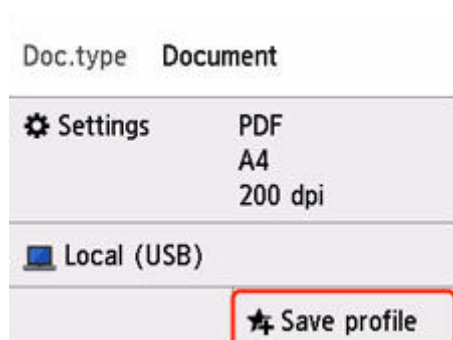 Doc.type Document
Settings PDF
A4
200 dpi
Local (USB)
Save profile